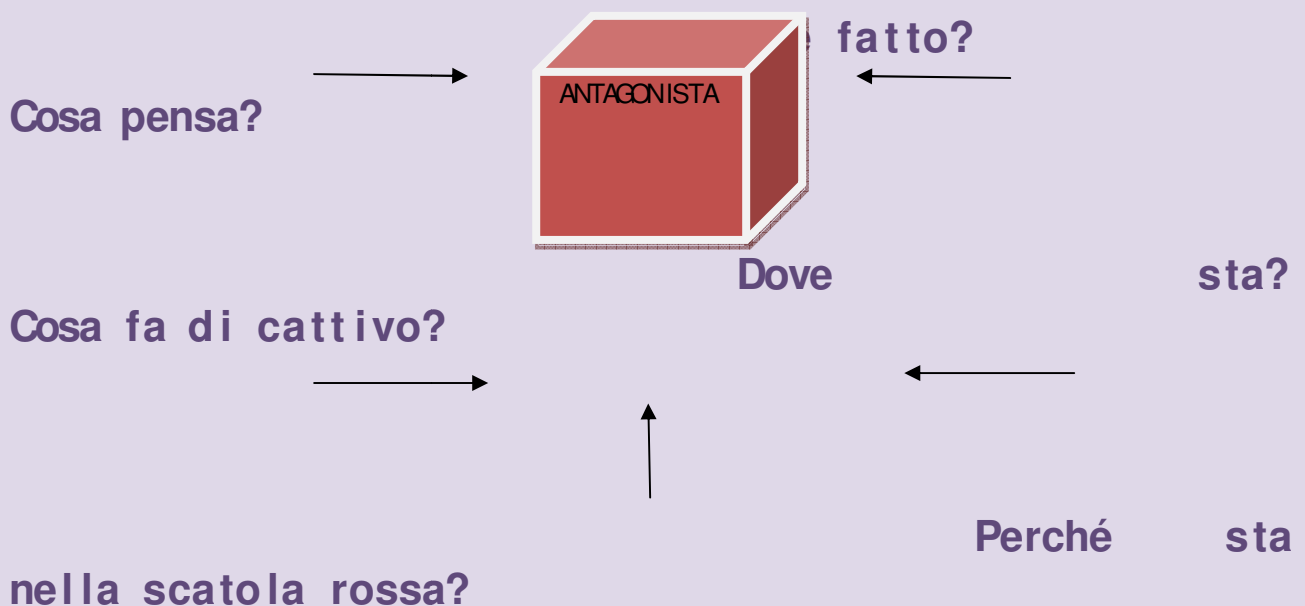 fatto?
ANTAGONISTA
Cosa pensa?
Dove sta?
Cosa fa di cattivo?
Perché sta
nella scatola rossa?